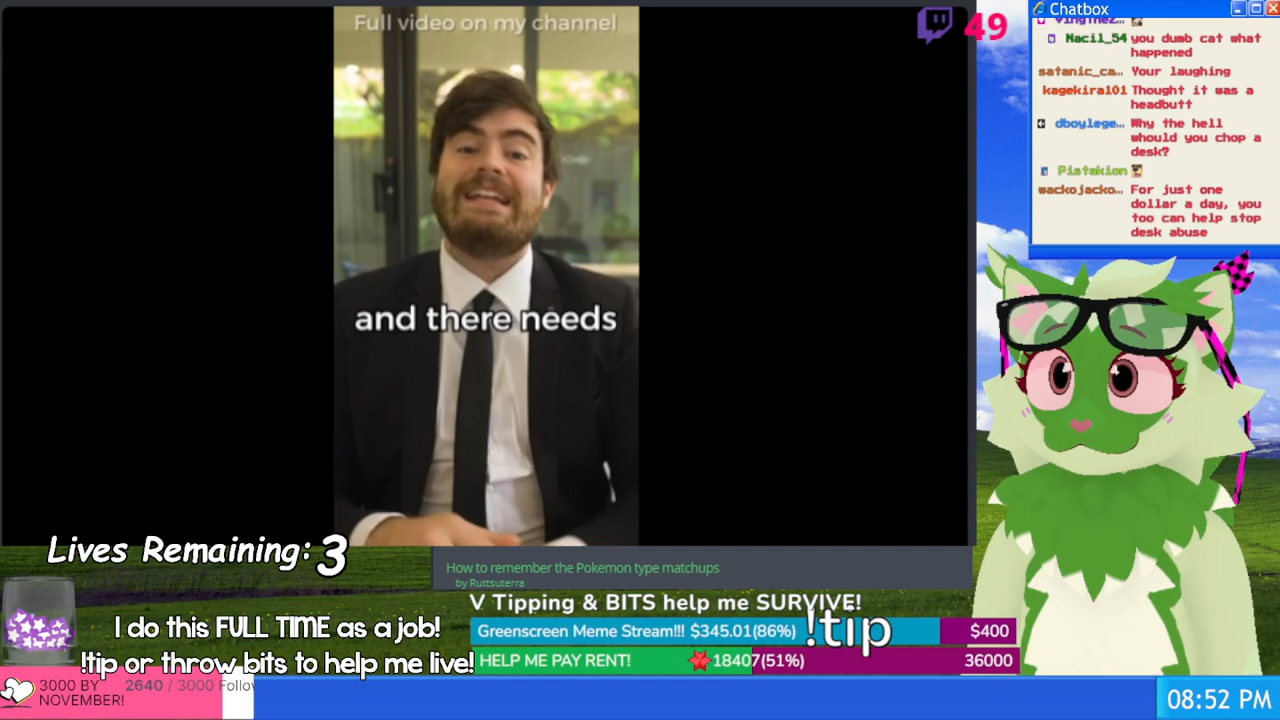 Full video on my channel
49
and there needs
Chatbox
Nacil_54 you dumb cat what
happened
satanic_ca… Your laughing
kagekira101 Thought it was a
headbutt
dboylege… Why the hell
whould you chop a
desk?
Pistakion
wackojacko… For just one
dollar a day, you
too can help stop
desk abuse
Lives Remaining: 3
How to remember the Pokemon type matchups
by Ruttsuterra
I do this FULL TIME as a job!
!tip or throw bits to help me live!
V Tipping & BITS help me SURVIVE!
Greenscreen Meme Stream!!! $345.01(86%) $400
!tip
HELP ME PAY RENT! 18407(51%) 36000
3000 BY
NOVEMBER!
2640 / 3000 Follow
08:52 PM